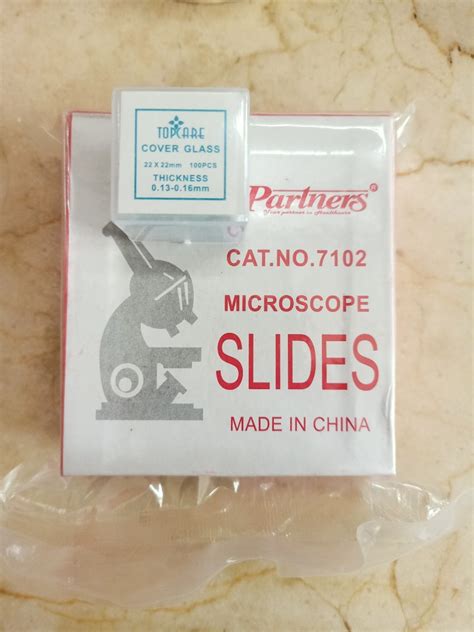 TOPCARE
COVER GLASS
22 X 22mm 100PCS
THICKNESS
0.13-0.16mm
Partners®
CAT.NO.7102
MICROSCOPE
SLIDES
MADE IN CHINA